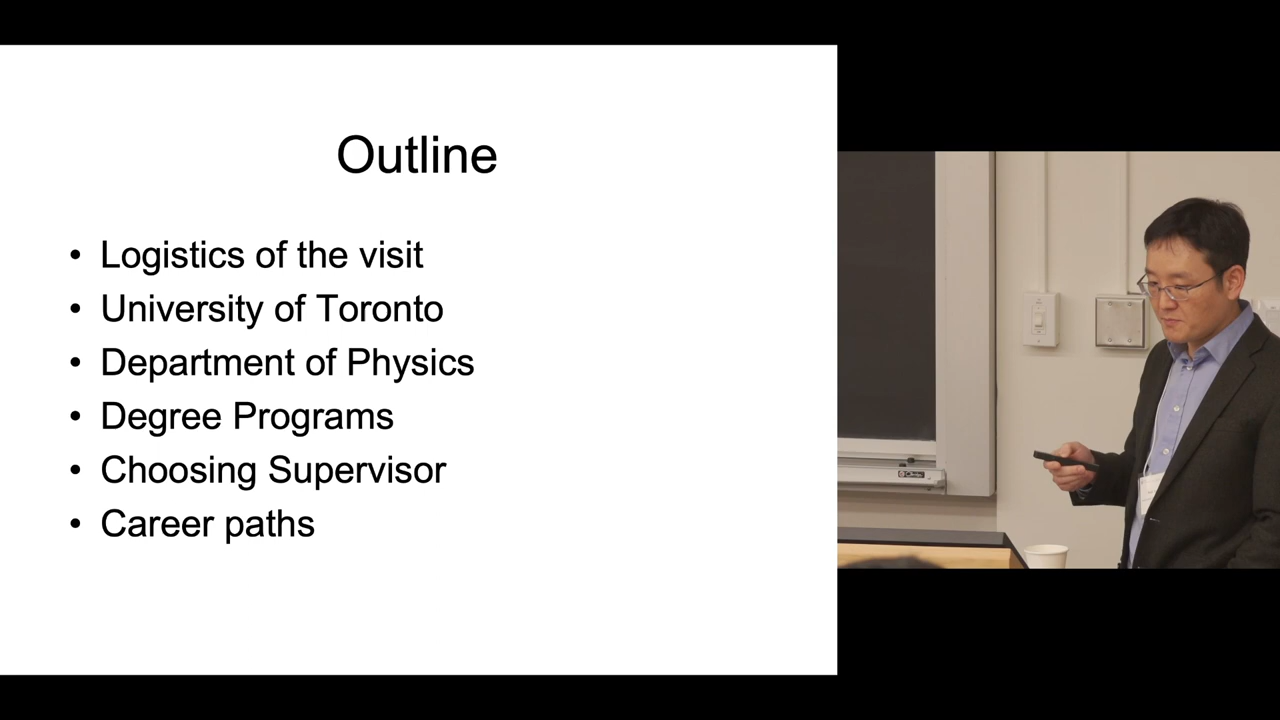 Outline
• Logistics of the visit
• University of Toronto
• Department of Physics
• Degree Programs
• Choosing Supervisor
• Career paths